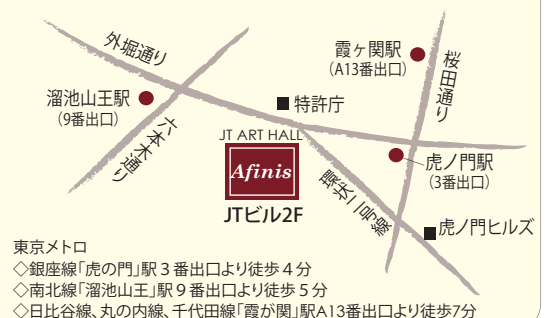 外堀通り
霞ヶ関駅
(A13番出口)
桜田通り
溜池山王駅
(9番出口)
特許庁
六本木通り
JT ART HALL
Afinis
JTビル2F
虎ノ門駅
(3番出口)
環状二号線
虎ノ門ヒルズ
東京メトロ
◇銀座線「虎の門」駅３番出口より徒歩４分
◇南北線「溜池山王」駅９番出口より徒歩５分
◇日比谷線、丸の内線、千代田線「霞が関」駅A13番出口より徒歩7分